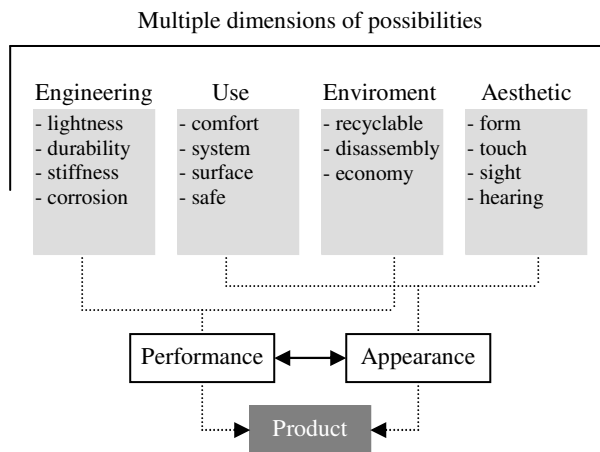 Multiple dimensions of possibilities
Engineering
- lightness
- durability
- stiffness
- corrosion
Use
- comfort
- system
- surface
- safe
Enviroment
- recyclable
- disassembly
- economy
Aesthetic
- form
- touch
- sight
- hearing
Performance
Appearance
Product